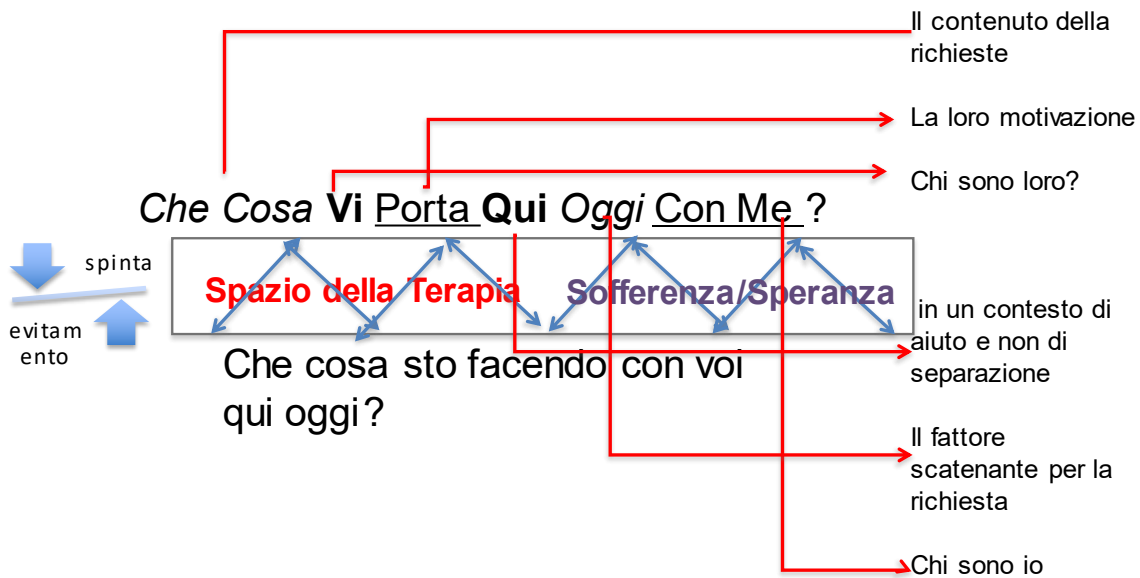 Il contenuto della
richieste
La loro motivazione
Chi sono loro?
Che Cosa Vi Porta Qui Oggi Con Me ?
spinta
evitam
ento
Spazio della Terapia
Sofferenza/Speranza
Che cosa sto facendo con voi
qui oggi?
in un contesto di
aiuto e non di
separazione
Il fattore
scatenante per la
richiesta
Chi sono io